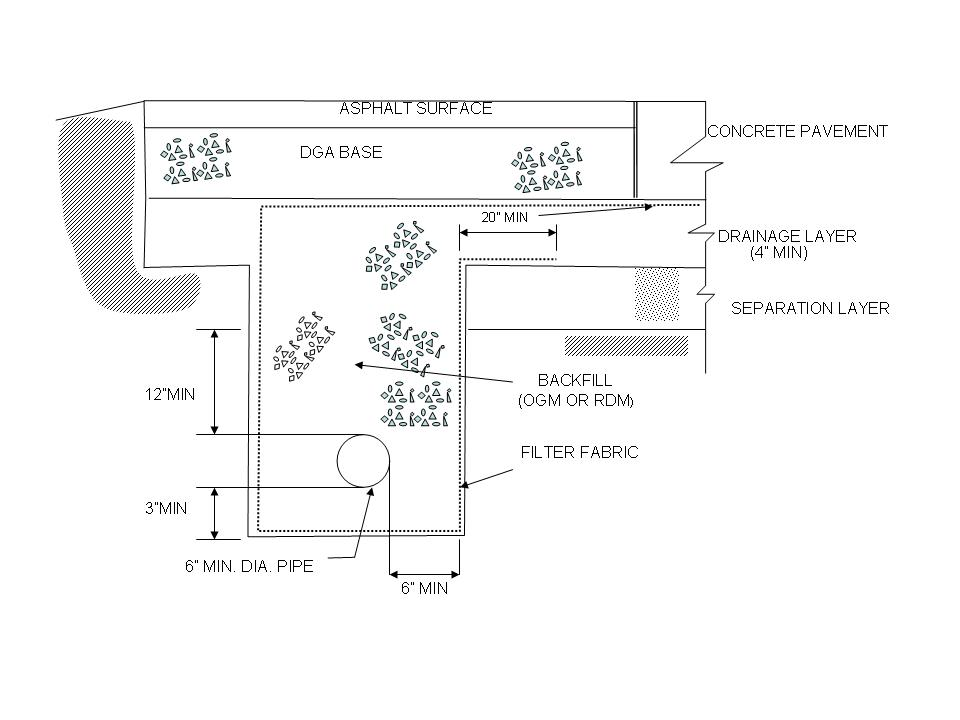 ASPHALT SURFACE
CONCRETE PAVEMENT
DGA BASE
20" MIN
DRAINAGE LAYER
(4" MIN)
SEPARATION LAYER
12"MIN
BACKFILL
(OGM OR RDM)
FILTER FABRIC
3"MIN
6" MIN. DIA. PIPE
6" MIN